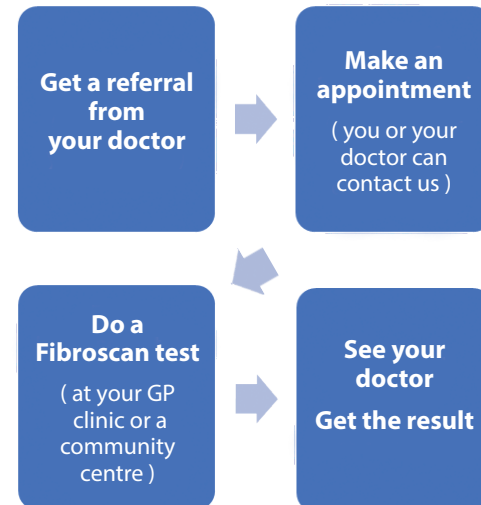 Get a referral
from
your doctor
Make an
appointment
( you or your
doctor can
contact us )
Do a
Fibroscan test
( at your GP
clinic or a
community
centre )
See your
doctor
Get the result